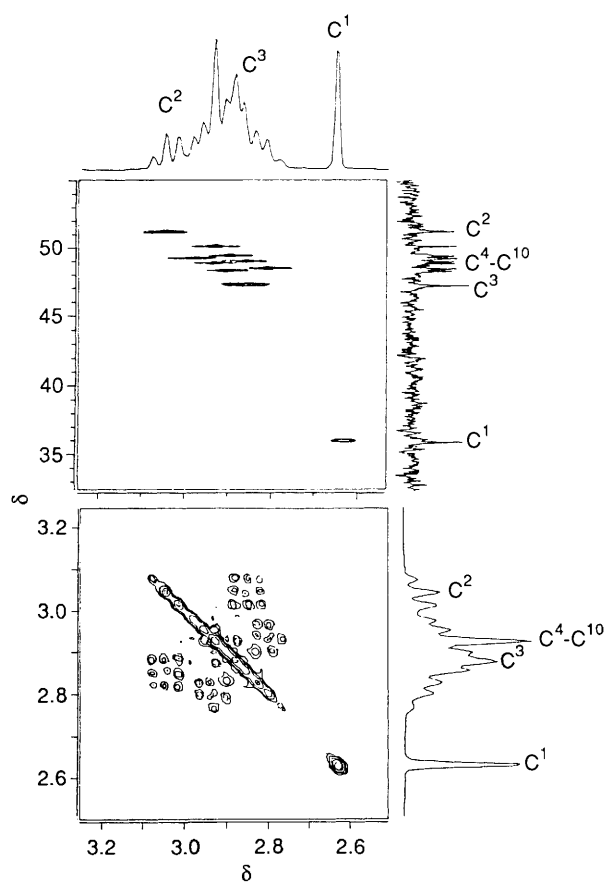 C² C³ C¹
50
45
40
35
C²
C⁴-C¹⁰
C³
C¹
δ
3.2
3.0
2.8
2.6
C²
C⁴-C¹⁰
C³
C¹
3.2 3.0 2.8 2.6
δ